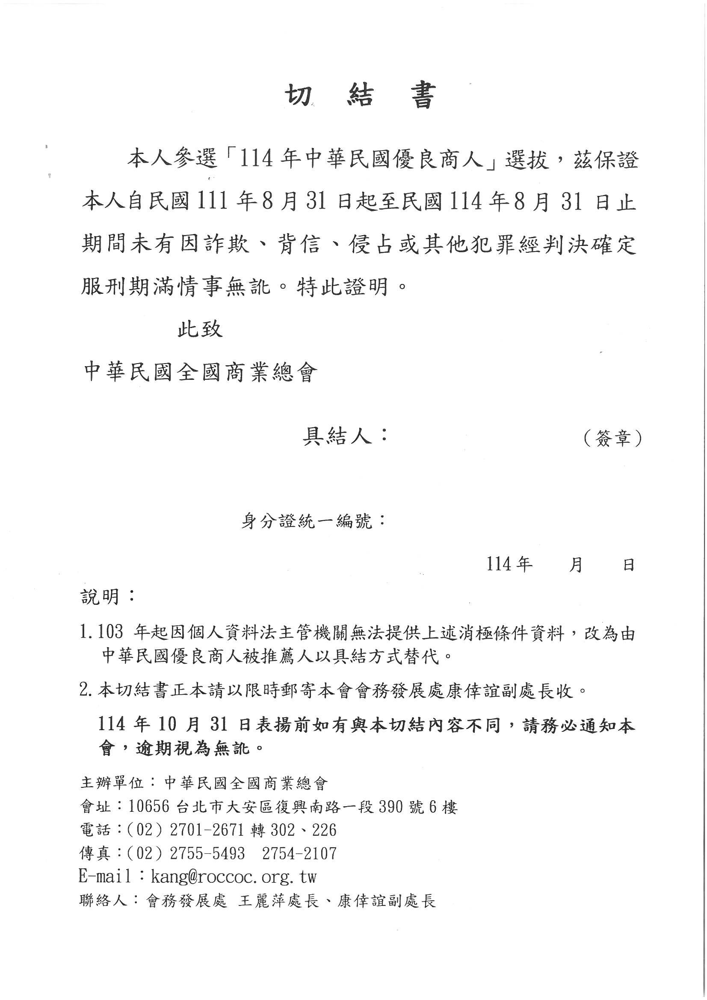 切結書
本人參選「114年中華民國優良商人」選拔，茲保證
本人自民國111年8月31日起至民國114年8月31日止
期間未有因詐欺、背信、侵占或其他犯罪經判決確定
服刑期滿情事無訛。特此證明。
此致
中華民國全國商業總會
具結人：　　　　　　　　（簽章）
身分證統一編號：
114年　　月　　日
說明：
1.103 年起因個人資料法主管機關無法提供上述消極條件資料，改為由
中華民國優良商人被推薦人以具結方式替代。
2.本切結書正本請以限時郵寄本會會務發展處康倖誼副處長收。
114 年 10 月 31 日表揚前如有與本切結內容不同，請務必通知本
會，逾期視為無訛。
主辦單位：中華民國全國商業總會
會址：10656 台北市大安區復興南路一段 390 號 6 樓
電話：（02）2701-2671 轉 302、226
傳真：（02）2755-5493　2754-2107
E-mail：kang@roccoc.org.tw
聯絡人：會務發展處 王麗萍處長、康倖誼副處長